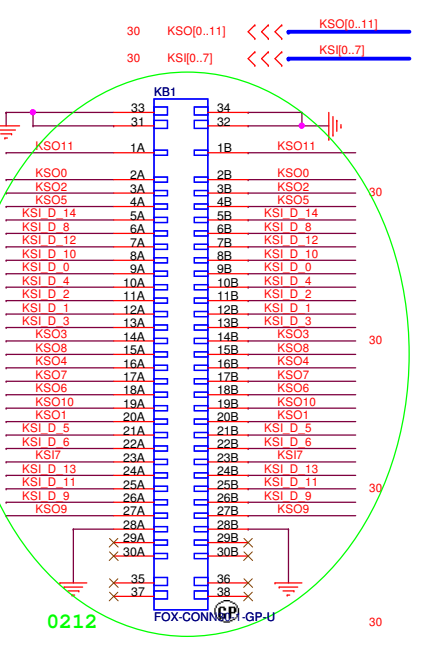 30 KSO[0..11] KSO[0..11]
30 KSI[0..7] KSI[0..7]
KB1
33 34
31 32
KSO11 1A 1B KSO11
KSO0 2A 2B KSO0
KSO2 3A 3B KSO2 30
KSO5 4A 4B KSO5
KSI_D_14 5A 5B KSI_D_14
KSI_D_8 6A 6B KSI_D_8
KSI_D_12 7A 7B KSI_D_12
KSI_D_10 8A 8B KSI_D_10
KSI_D_0 9A 9B KSI_D_0
KSI_D_4 10A 10B KSI_D_4
KSI_D_2 11A 11B KSI_D_2
KSI_D_1 12A 12B KSI_D_1
KSI_D_3 13A 13B KSI_D_3
KSO3 14A 14B KSO3 30
KSO8 15A 15B KSO8
KSO4 16A 16B KSO4
KSO7 17A 17B KSO7
KSO6 18A 18B KSO6
KSO10 19A 19B KSO10
KSO1 20A 20B KSO1
KSI_D_5 21A 21B KSI_D_5
KSI_D_6 22A 22B KSI_D_6
KSI7 23A 23B KSI7
KSI_D_13 24A 24B KSI_D_13
KSI_D_11 25A 25B KSI_D_11 30
KSI_D_9 26A 26B KSI_D_9
KSO9 27A 27B KSO9
28A 28B
29A 29B
30A 30B
35 36
37 38
GP
0212 30